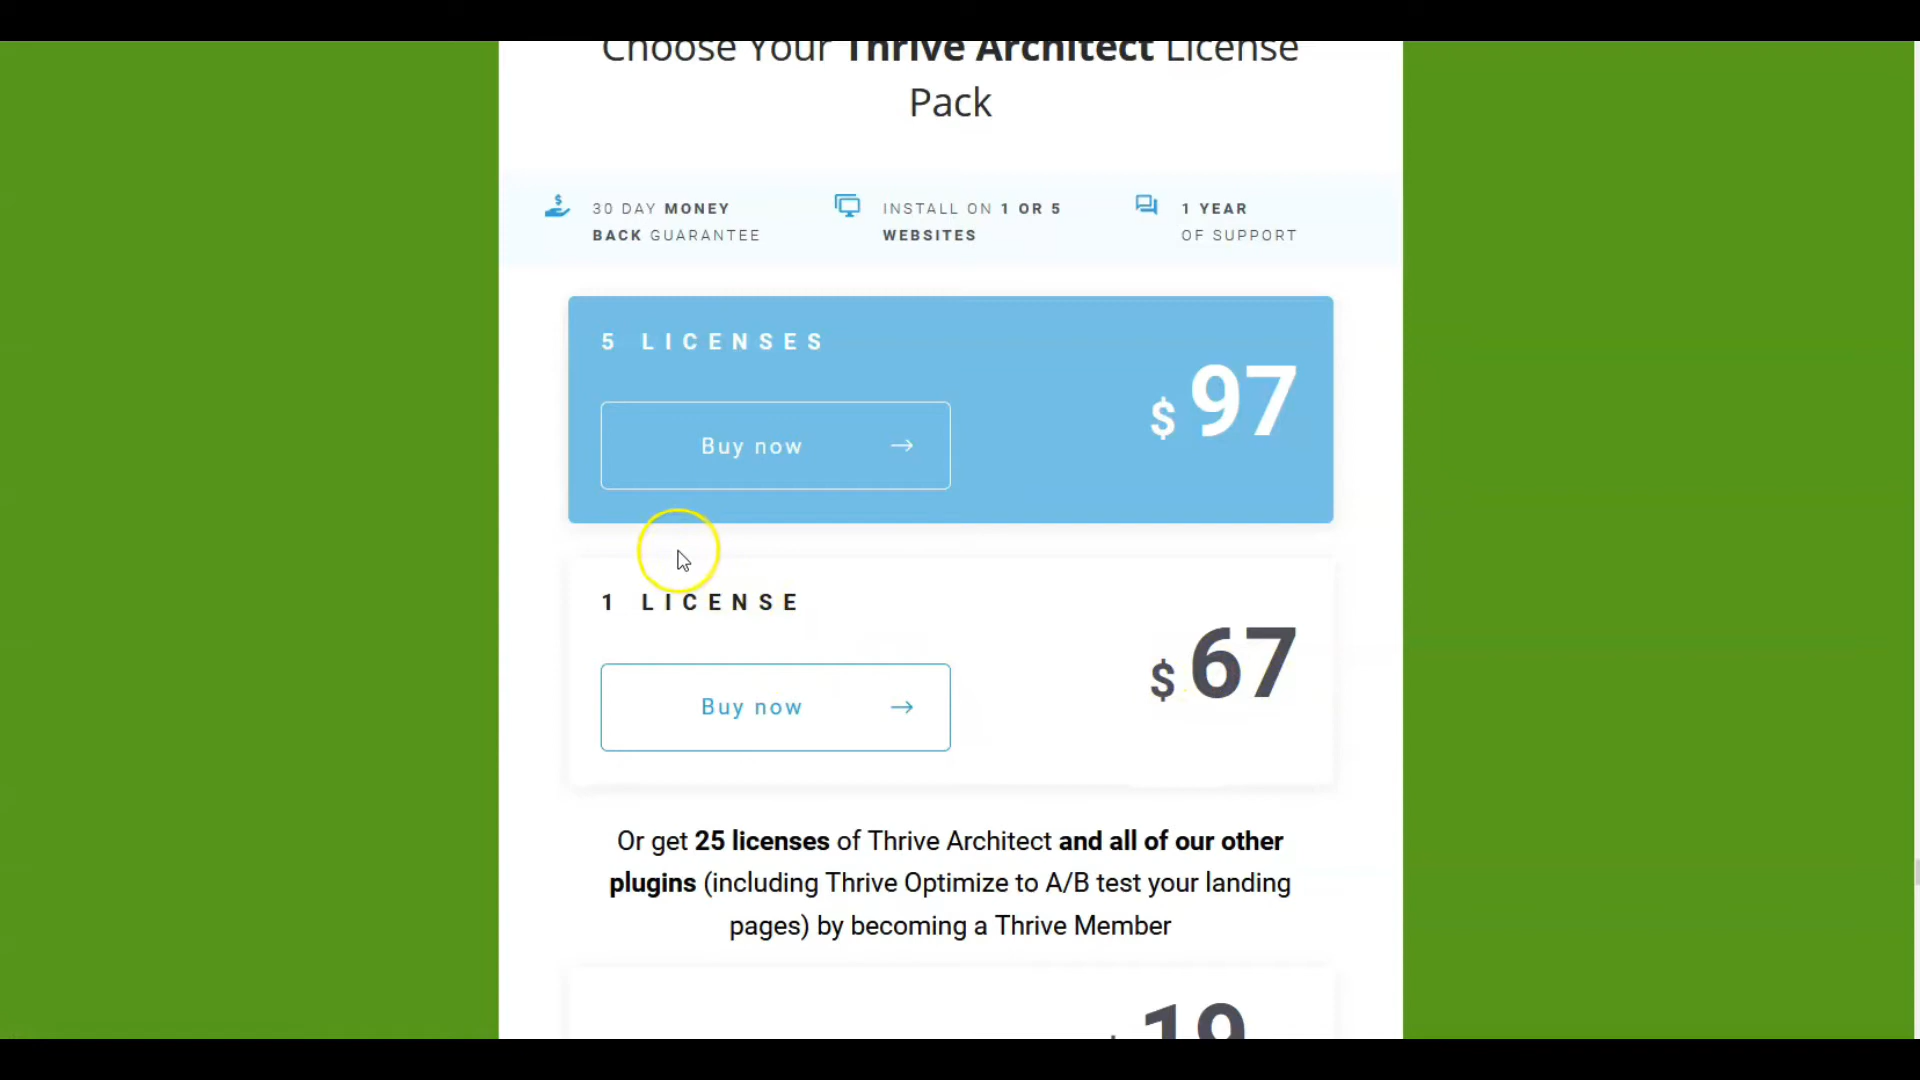 Choose Your Thrive Architect License
Pack
30 DAY MONEY
BACK GUARANTEE
INSTALL ON 1 OR 5
WEBSITES
1 YEAR
OF SUPPORT
5 LICENSES
$97
Buy now →
1 LICENSE
$67
Buy now →
Or get 25 licenses of Thrive Architect and all of our other
plugins (including Thrive Optimize to A/B test your landing
pages) by becoming a Thrive Member
19